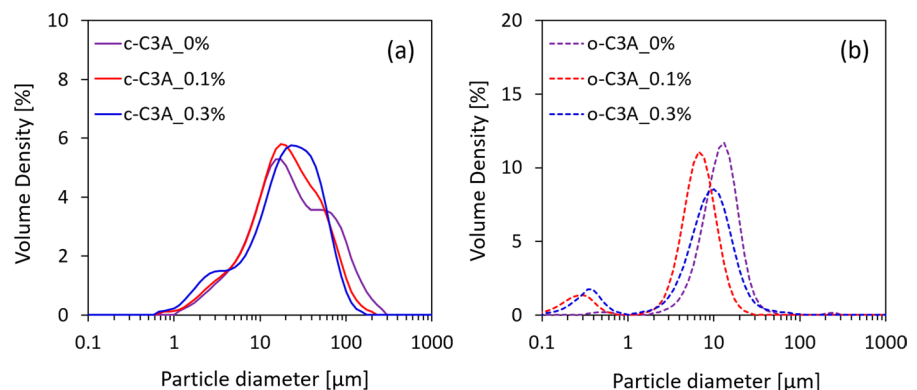 (a)
c-C3A_0%
c-C3A_0.1%
c-C3A_0.3%
Volume Density [%]
10
8
6
4
2
0
0.1 1 10 100 1000
Particle diameter [µm]
(b)
o-C3A_0%
o-C3A_0.1%
o-C3A_0.3%
Volume Density [%]
20
15
10
5
0
0.1 1 10 100 1000
Particle diameter [µm]